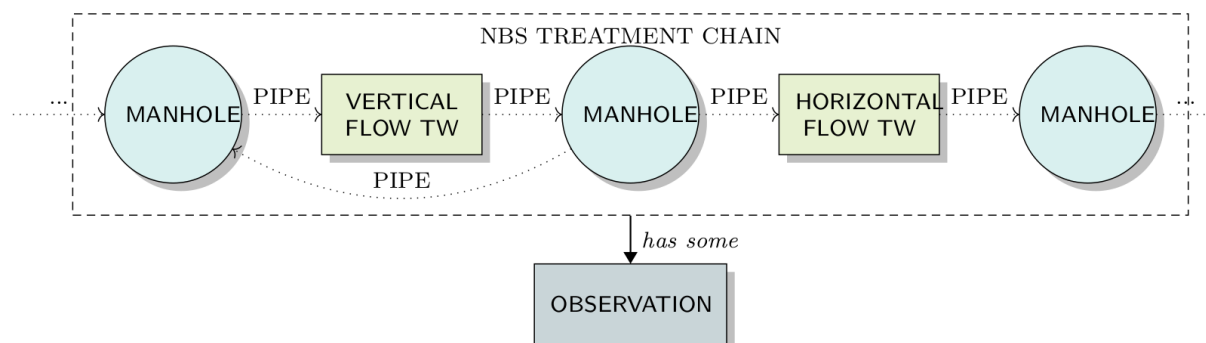 NBS TREATMENT CHAIN
...
MANHOLE
PIPE
VERTICAL
FLOW TW
PIPE
MANHOLE
PIPE
HORIZONTAL
FLOW TW
PIPE
MANHOLE
...
PIPE
has some
OBSERVATION